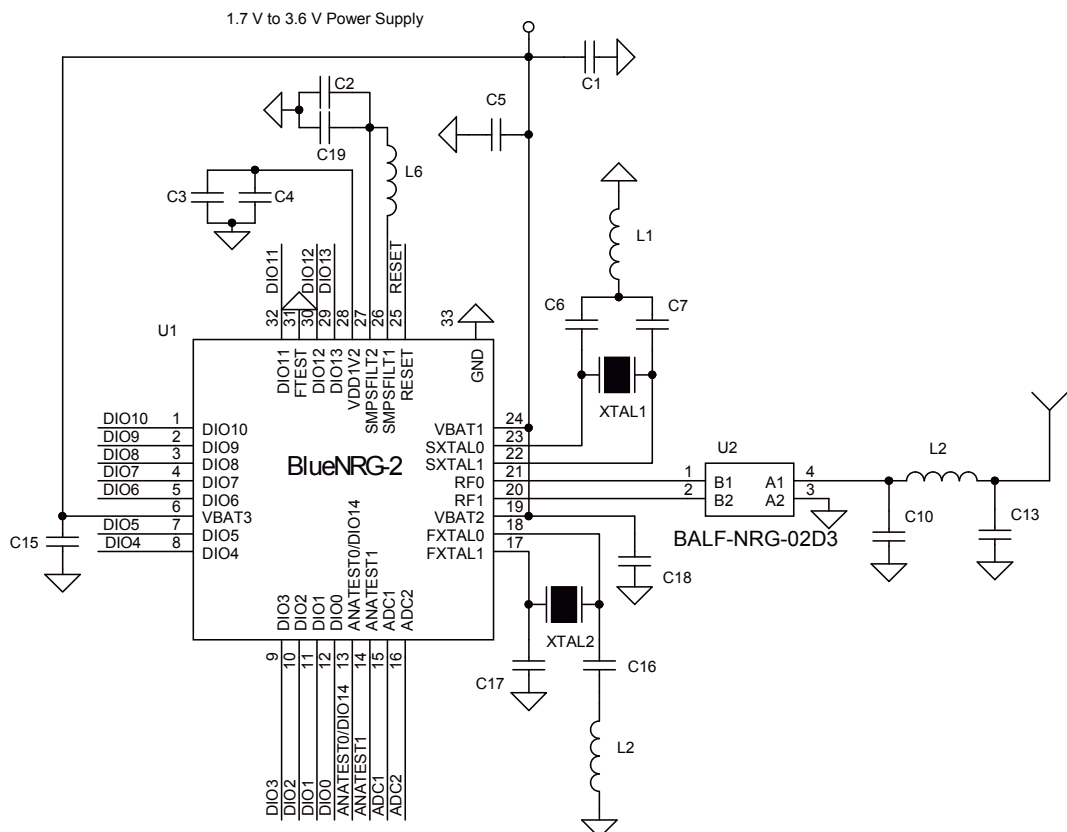 1.7 V to 3.6 V Power Supply
C1
C2
C5
C19
L6
C3
C4
L1
DIO11
DIO12
DIO13
RESET
C6
C7
32
31
30
29
28
27
26
25
33
U1
DIO11
FTEST
DIO12
DIO13
VDD1V2
SMPSFILT2
SMPSFILT1
RESET
GND
XTAL1
DIO10 1 DIO10
DIO9 2 DIO9
DIO8 3 DIO8
DIO7 4 DIO7
DIO6 5 DIO6
6 VBAT3
DIO5 7 DIO5
DIO4 8 DIO4
C15
BlueNRG-2
VBAT1 24
SXTAL0 23
SXTAL1 22
RF0 21
RF1 20
VBAT2 19
FXTAL0 18
FXTAL1 17
U2
1 B1 A1 4
2 B2 A2 3
BALF-NRG-02D3
L2
C10
C13
C18
DIO3
DIO2
DIO1
DIO0
ANATEST0/DIO14
ANATEST1
ADC1
ADC2
XTAL2
9
10
11
12
13
14
15
16
C17
C16
L2
DIO3
DIO2
DIO1
DIO0
ANATEST0/DIO14
ANATEST1
ADC1
ADC2